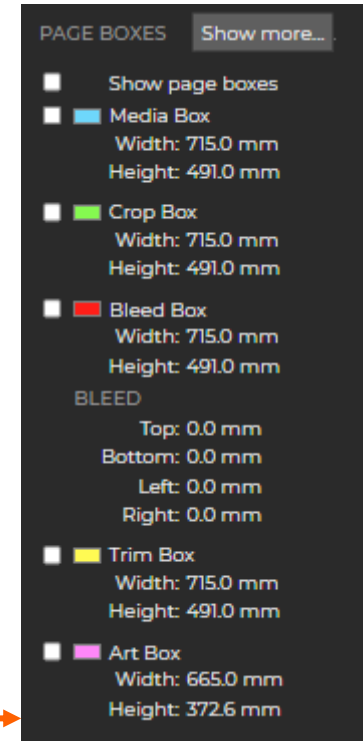 PAGE BOXES Show more...
Show page boxes
Media Box
Width: 715.0 mm
Height: 491.0 mm
Crop Box
Width: 715.0 mm
Height: 491.0 mm
Bleed Box
Width: 715.0 mm
Height: 491.0 mm
BLEED
Top: 0.0 mm
Bottom: 0.0 mm
Left: 0.0 mm
Right: 0.0 mm
Trim Box
Width: 715.0 mm
Height: 491.0 mm
Art Box
Width: 665.0 mm
Height: 372.6 mm